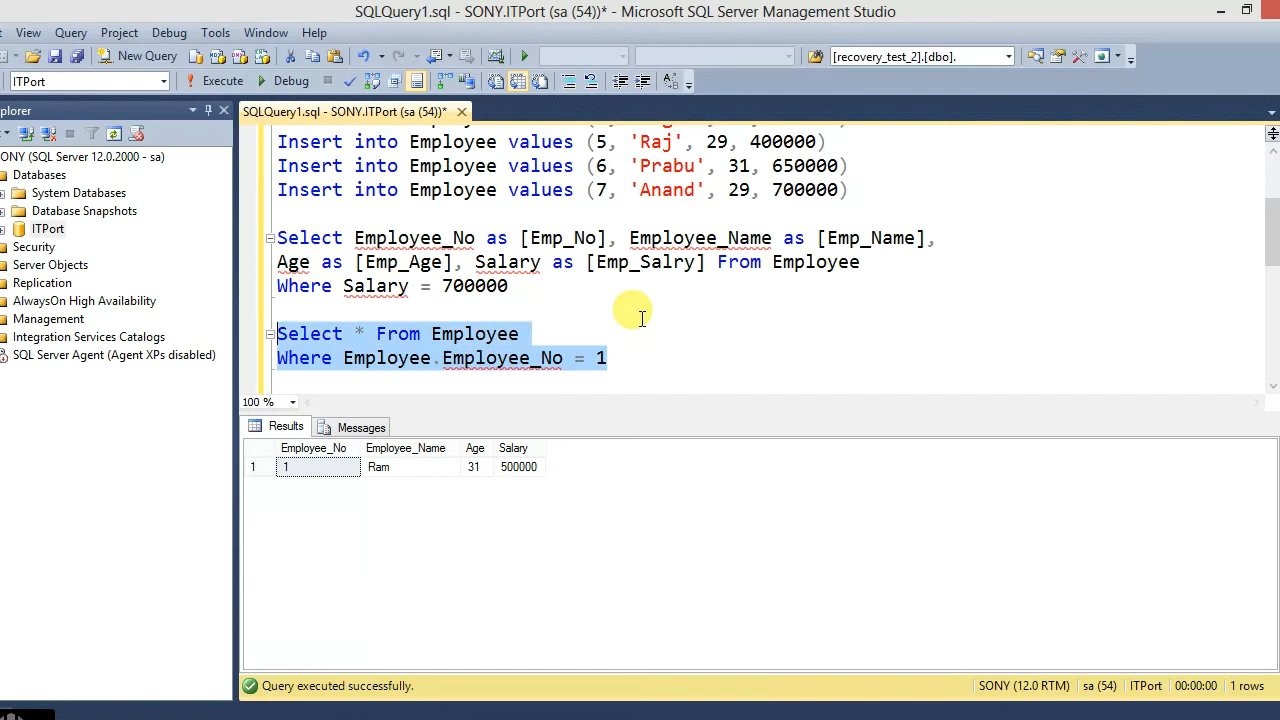 SQLQuery1.sql - SONY.ITPort (sa (54))* - Microsoft SQL Server Management Studio
View Query Project Debug Tools Window Help
New Query [recovery_test_2].[dbo].
ITPort Execute Debug
plorer SQLQuery1.sql - SONY.ITPort (sa (54))*
ONY (SQL Server 12.0.2000 - sa)
Databases
System Databases
Database Snapshots
ITPort
Security
Server Objects
Replication
AlwaysOn High Availability
Management
Integration Services Catalogs
SQL Server Agent (Agent XPs disabled)
Insert into Employee values (5, 'Raj', 29, 400000)
Insert into Employee values (6, 'Prabu', 31, 650000)
Insert into Employee values (7, 'Anand', 29, 700000)
Select Employee_No as [Emp_No], Employee_Name as [Emp_Name],
Age as [Emp_Age], Salary as [Emp_Salry] From Employee
Where Salary = 700000
Select * From Employee
Where Employee.Employee_No = 1
100 %
Results Messages
Employee_No Employee_Name Age Salary
1 1 Ram 31 500000
Query executed successfully. SONY (12.0 RTM) sa (54) ITPort 00:00:00 1 rows